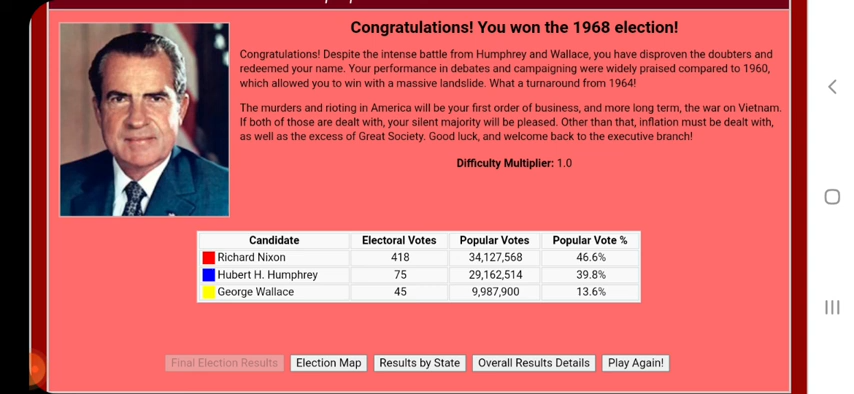 Congratulations! You won the 1968 election!
Congratulations! Despite the intense battle from Humphrey and Wallace, you have disproven the doubters and
redeemed your name. Your performance in debates and campaigning were widely praised compared to 1960,
which allowed you to win with a massive landslide. What a turnaround from 1964!
The murders and rioting in America will be your first order of business, and more long term, the war on Vietnam.
If both of those are dealt with, your silent majority will be pleased. Other than that, inflation must be dealt with,
as well as the excess of Great Society. Good luck, and welcome back to the executive branch!
Difficulty Multiplier: 1.0
Candidate Electoral Votes Popular Votes Popular Vote %
Richard Nixon 418 34,127,568 46.6%
Hubert H. Humphrey 75 29,162,514 39.8%
George Wallace 45 9,987,900 13.6%
Final Election Results Election Map Results by State Overall Results Details Play Again!